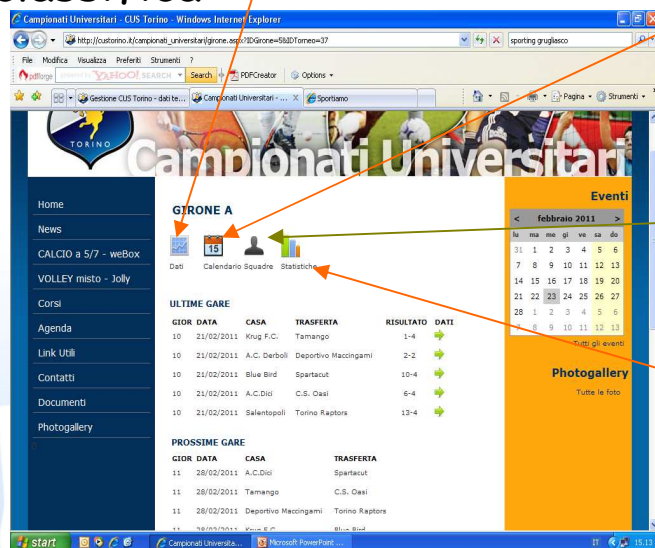 Campionati Universitari - CUS Torino - Windows Internet Explorer
http://custorino.it/campionati_universitari/girone.aspx?IDGirone=58&IDTorneo=37
sporting grugliasco
File Modifica Visualizza Preferiti Strumenti ?
pdfforge YAHOO! SEARCH Search PDFCreator Options
Gestione CUS Torino - dati te... Campionati Universitari - ... X Sportiamo Pagina Strumenti
TORINO
Campionati Universitari
Home
News
CALCIO a 5/7 - weBox
VOLLEY misto - Jolly
Corsi
Agenda
Link Utili
Contatti
Documenti
Photogallery
GIRONE A
15
Dati Calendario Squadre Statistiche
ULTIME GARE
GIOR DATA CASA TRASFERTA RISULTATO DATI
10 21/02/2011 Krug F.C. Tamango 1-4
10 21/02/2011 A.C. Derboli Deportivo Maccingami 2-2
10 21/02/2011 Blue Bird Spartacut 10-4
10 21/02/2011 A.C.Dici C.S. Oasi 6-4
10 21/02/2011 Salentopoli Torino Raptors 13-4
PROSSIME GARE
GIOR DATA CASA TRASFERTA
11 28/02/2011 A.C.Dici Spartacut
11 28/02/2011 Tamango C.S. Oasi
11 28/02/2011 Deportivo Maccingami Torino Raptors
11 28/02/2011 Krug F.C. Blue Bird
Eventi
< febbraio 2011 >
lu ma me gi ve sa do
31 1 2 3 4 5 6
7 8 9 10 11 12 13
14 15 16 17 18 19 20
21 22 23 24 25 26 27
28 1 2 3 4 5 6
7 8 9 10 11 12 13
Tutti gli eventi
Photogallery
Tutte le foto
start Campionati Universita... Microsoft PowerPoint ... IT 15.13